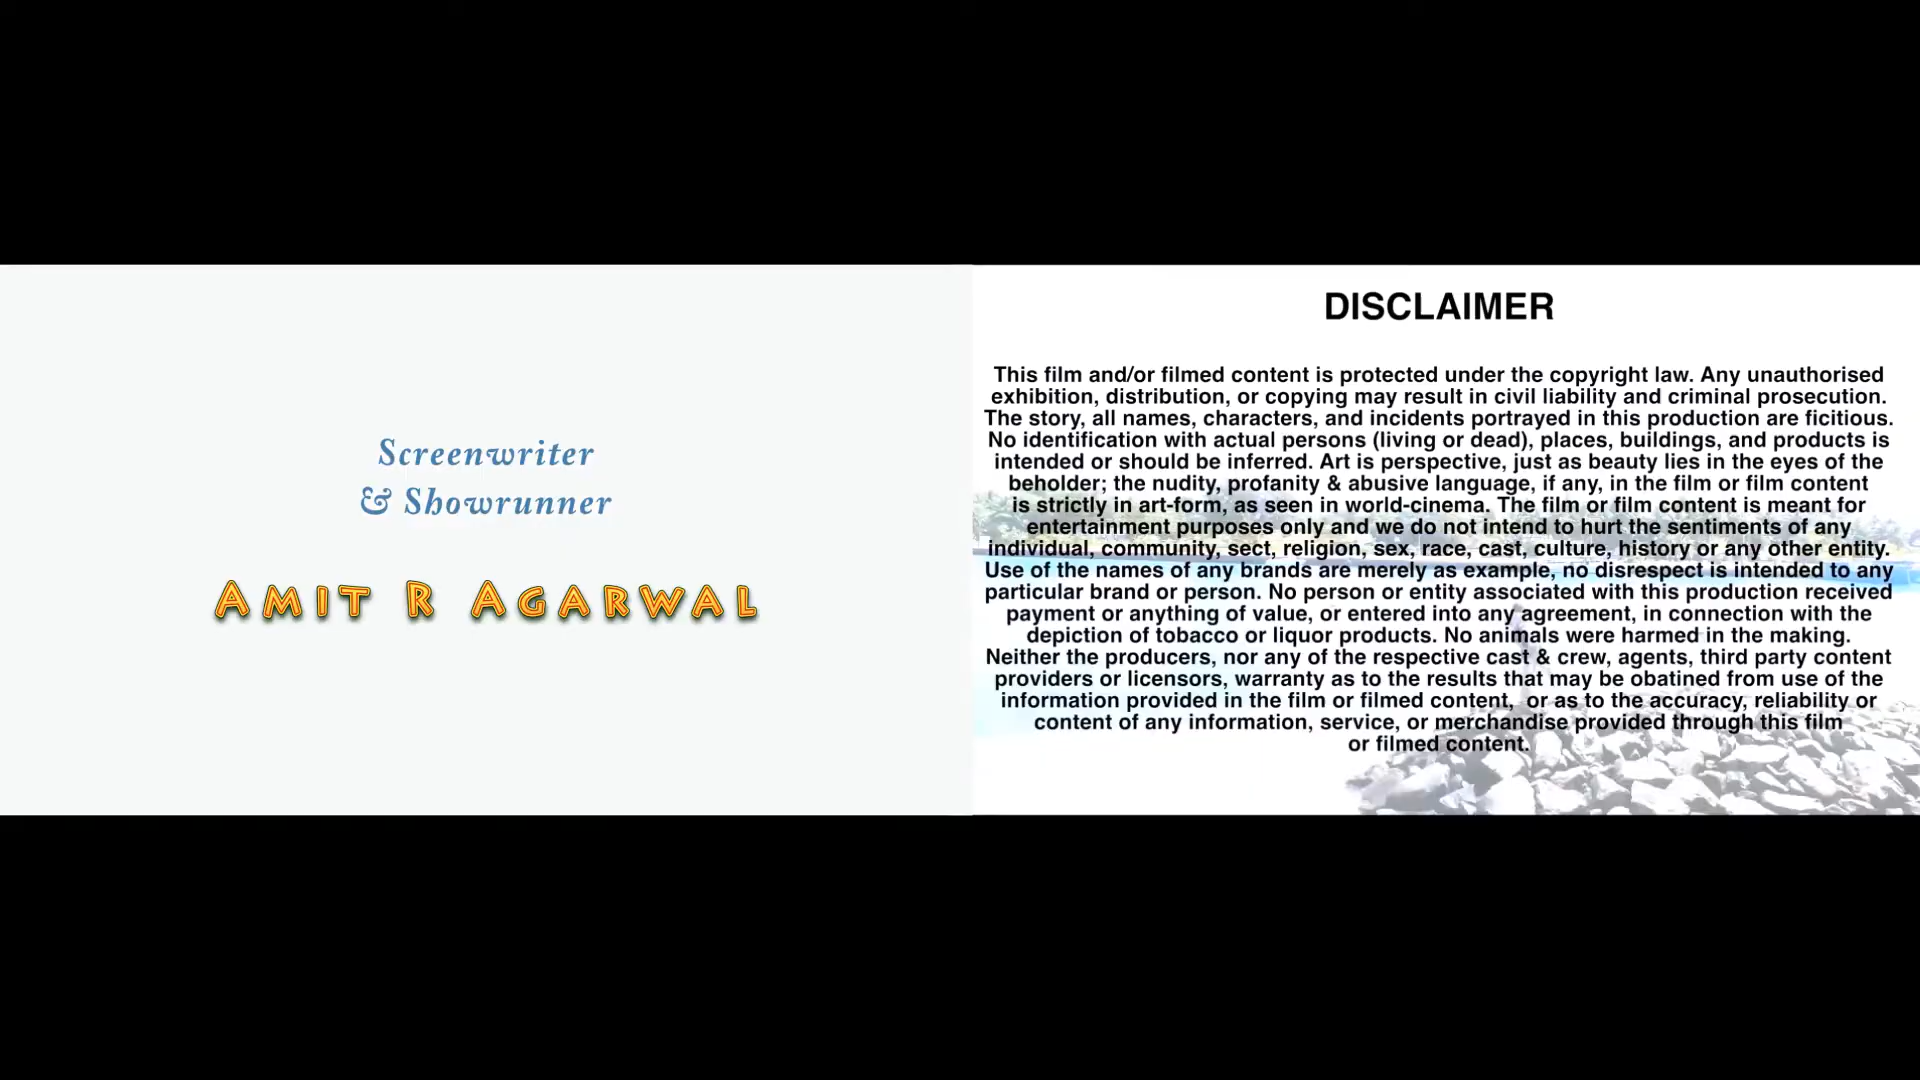 Screenwriter
& Showrunner
AMIT R AGARWAL
DISCLAIMER
This film and/or filmed content is protected under the copyright law. Any unauthorised
exhibition, distribution, or copying may result in civil liability and criminal prosecution.
The story, all names, characters, and incidents portrayed in this production are ficitious.
No identification with actual persons (living or dead), places, buildings, and products is
intended or should be inferred. Art is perspective, just as beauty lies in the eyes of the
beholder; the nudity, profanity & abusive language, if any, in the film or film content
is strictly in art-form, as seen in world-cinema. The film or film content is meant for
entertainment purposes only and we do not intend to hurt the sentiments of any
individual, community, sect, religion, sex, race, cast, culture, history or any other entity.
Use of the names of any brands are merely as example, no disrespect is intended to any
particular brand or person. No person or entity associated with this production received
payment or anything of value, or entered into any agreement, in connection with the
depiction of tobacco or liquor products. No animals were harmed in the making.
Neither the producers, nor any of the respective cast & crew, agents, third party content
providers or licensors, warranty as to the results that may be obatined from use of the
information provided in the film or filmed content, or as to the accuracy, reliability or
content of any information, service, or merchandise provided through this film
or filmed content.